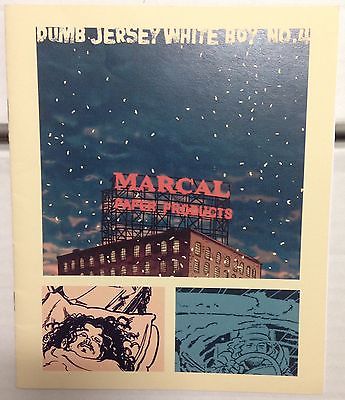 DUMB JERSEY WHITE BOY NO. 4
MARCAL
PAPER PRODUCTS